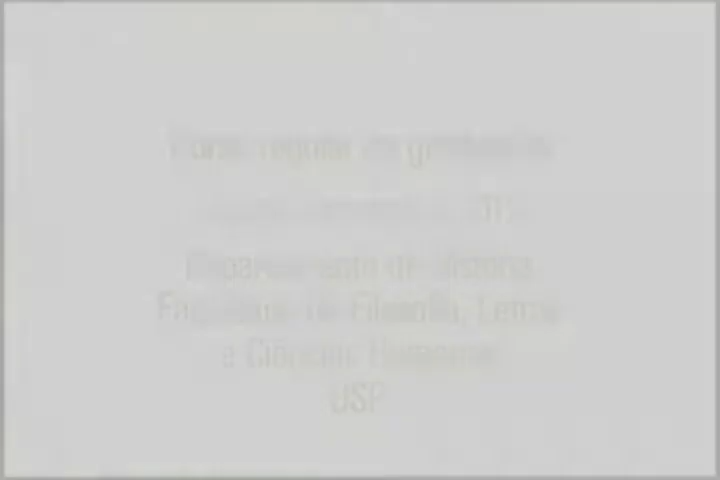 Curso regular de graduação
Departamento de História
Faculdade de Filosofia, Letras
e Ciências Humanas
USP